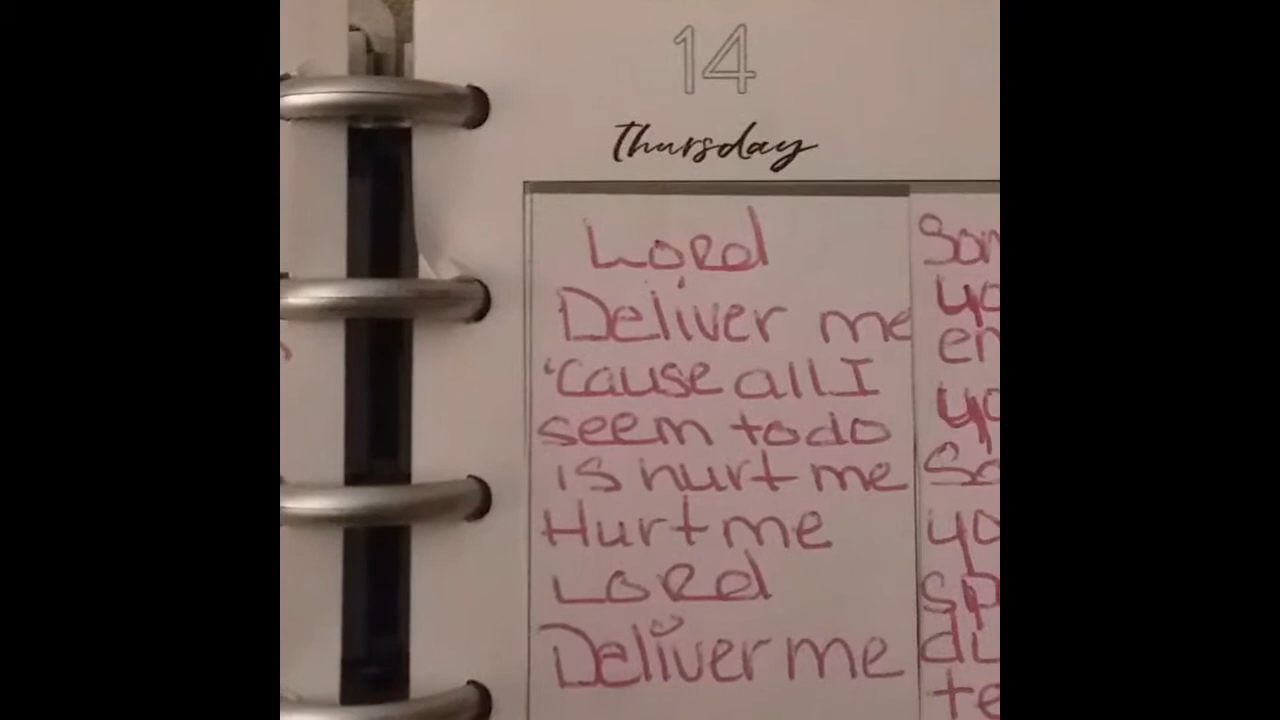 14
Thursday
Lord
Deliver me
'Cause all I
seem to do
is hurt me
Hurt me
Lord
Deliver me